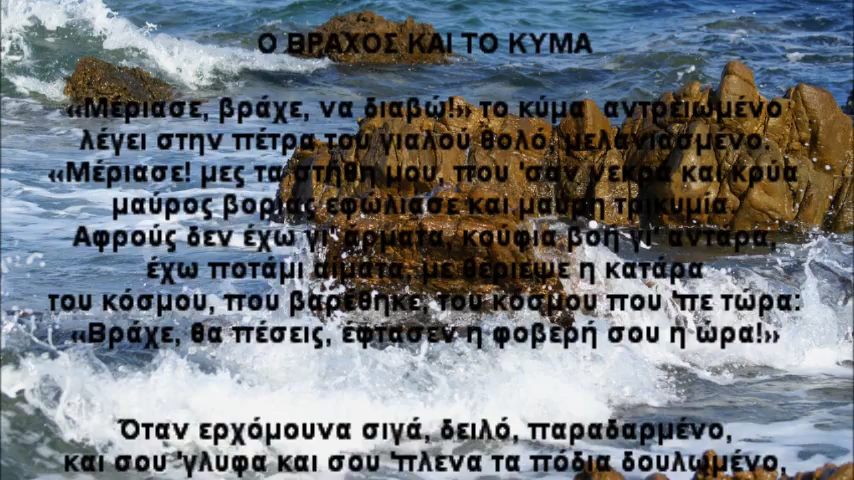 Ο ΒΡΑΧΟΣ ΚΑΙ ΤΟ ΚΥΜΑ
«Μέριασε, βράχε, να διαβώ!» το κύμα αντρειωμένο
λέγει στην πέτρα του γιαλού θολό, μελανιασμένο.
«Μέριασε! μες τα στήθη μου, που 'σαν νεκρά και κρύα
μαύρος βοριάς εφώλιασε και μαύρη τρικυμία.
Αφρούς δεν έχω γι' άρματα, κούφια βοή γι' αντάρα,
έχω ποτάμι αίματα, με θέριεψε η κατάρα
του κόσμου, που βαρέθηκε, του κόσμου που 'πε τώρα:
«Βράχε, θα πέσεις, έφτασεν η φοβερή σου η ώρα!»
Όταν ερχόμουνα σιγά, δειλό, παραδαρμένο,
και σου 'γλυφα και σου 'πλενα τα πόδια δουλωμένο,